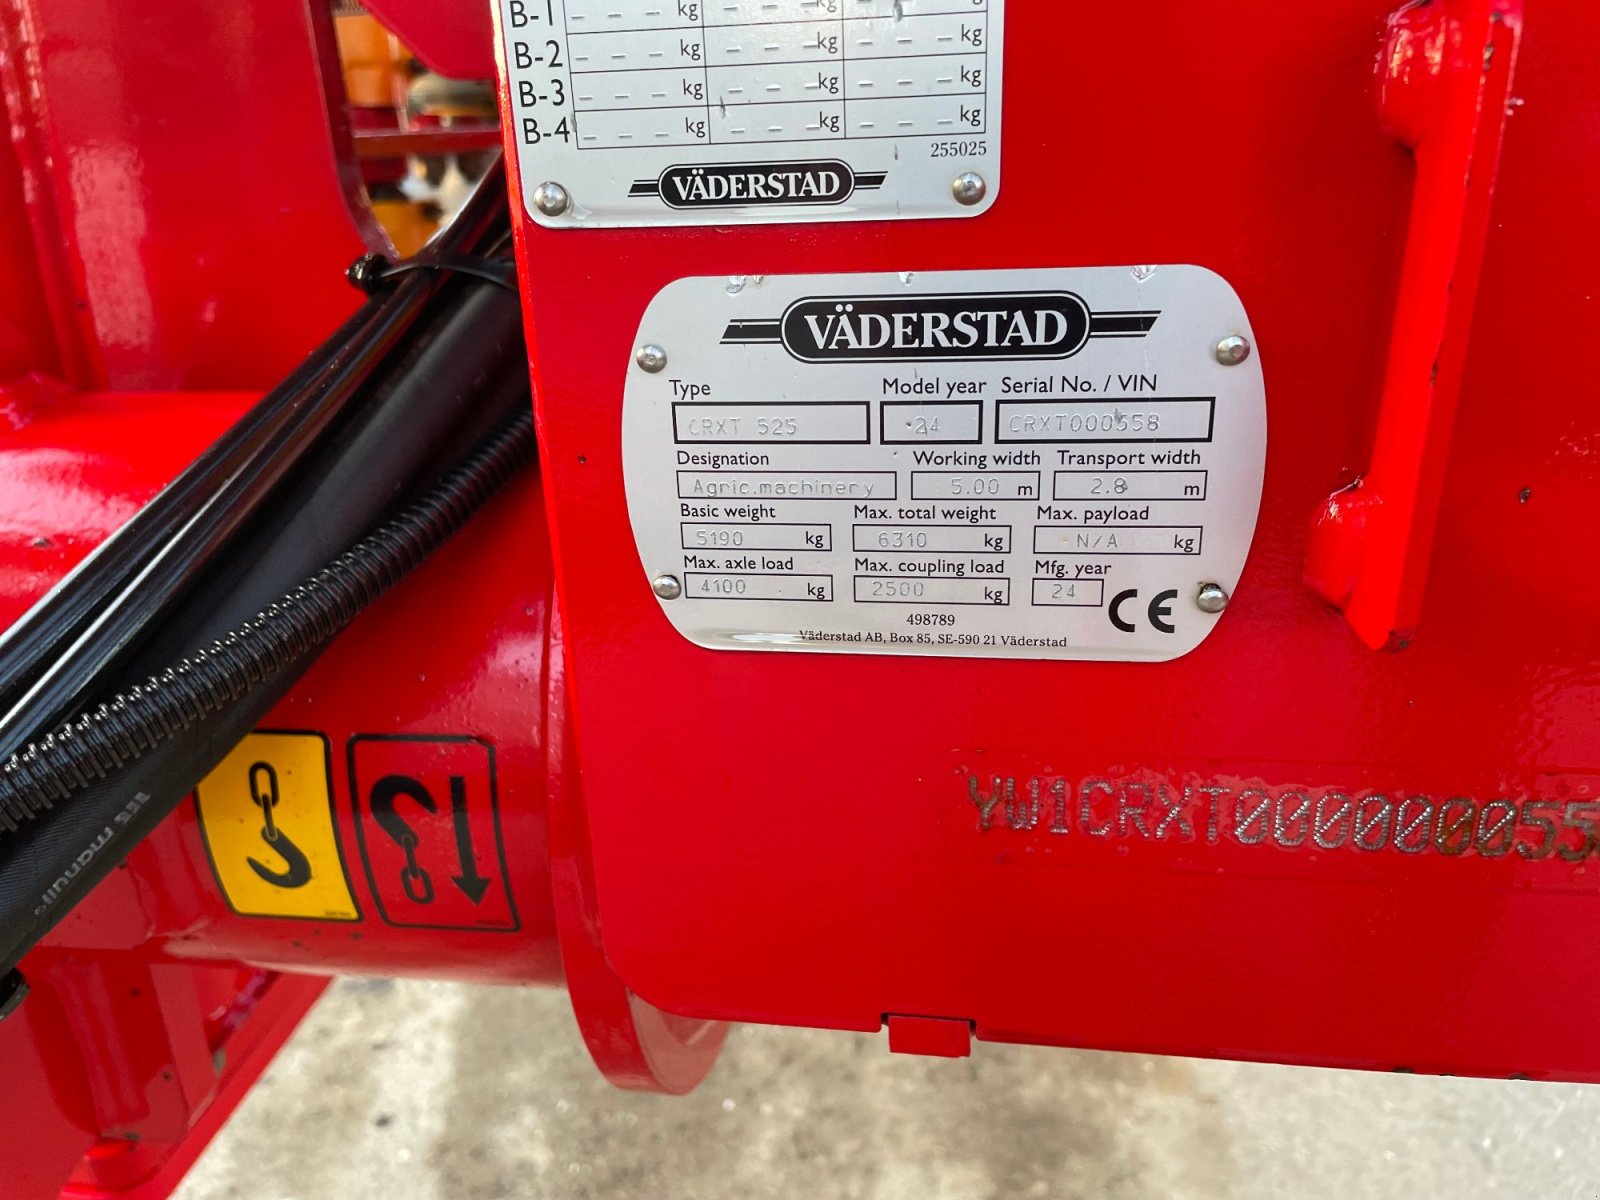 B-1 _ _ _ kg _ _ _ kg _ _ _ kg
B-2 _ _ _ kg _ _ _ kg _ _ _ kg
B-3 _ _ _ kg _ _ _ kg _ _ _ kg
B-4 _ _ _ kg _ _ _ kg _ _ _ kg
255025
VÄDERSTAD
VÄDERSTAD
Type Model year Serial No. / VIN
CRXT 525 24 CRXT000558
Designation Working width Transport width
Agric.machinery 5.00 m 2.8 m
Basic weight Max. total weight Max. payload
5190 kg 6310 kg N/A kg
Max. axle load Max. coupling load Mfg. year
4100 kg 2500 kg 24
CE
498789
Väderstad AB, Box 85, SE-590 21 Väderstad
YW1CRXT000000055